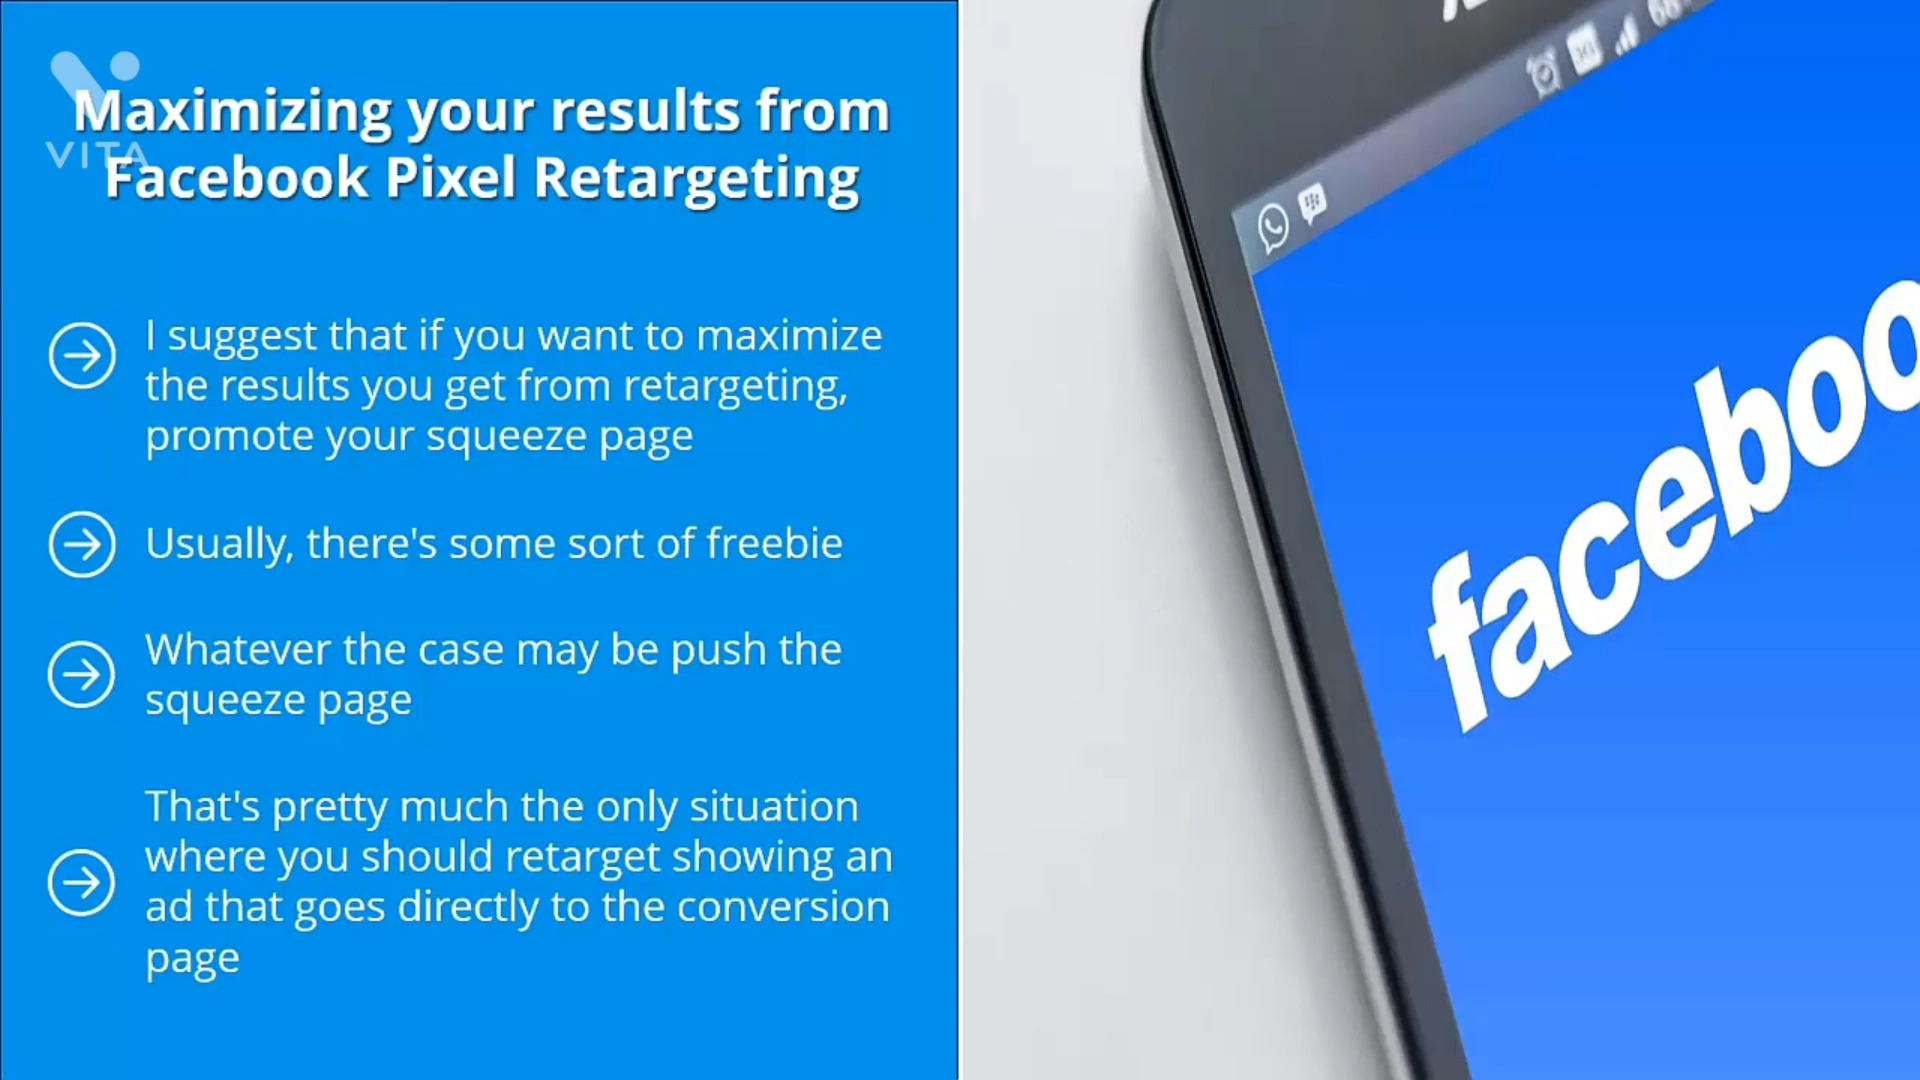 VITA
Maximizing your results from
Facebook Pixel Retargeting
I suggest that if you want to maximize
the results you get from retargeting,
promote your squeeze page
Usually, there's some sort of freebie
Whatever the case may be push the
squeeze page
That's pretty much the only situation
where you should retarget showing an
ad that goes directly to the conversion
page
faceboo